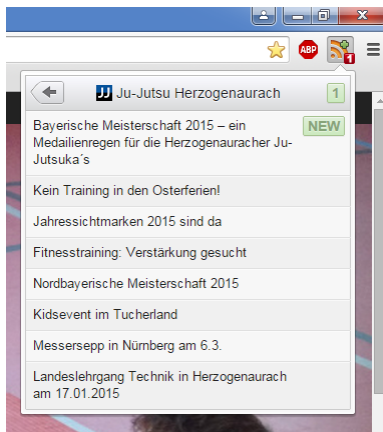 ABP
1
Ju-Jutsu Herzogenaurach
1
Bayerische Meisterschaft 2015 – ein
NEW
Medailienregen für die Herzogenauracher Ju-
Jutsuka´s
Kein Training in den Osterferien!
Jahressichtmarken 2015 sind da
Fitnesstraining: Verstärkung gesucht
Nordbayerische Meisterschaft 2015
Kidsevent im Tucherland
Messersepp in Nürnberg am 6.3.
Landeslehrgang Technik in Herzogenaurach
am 17.01.2015